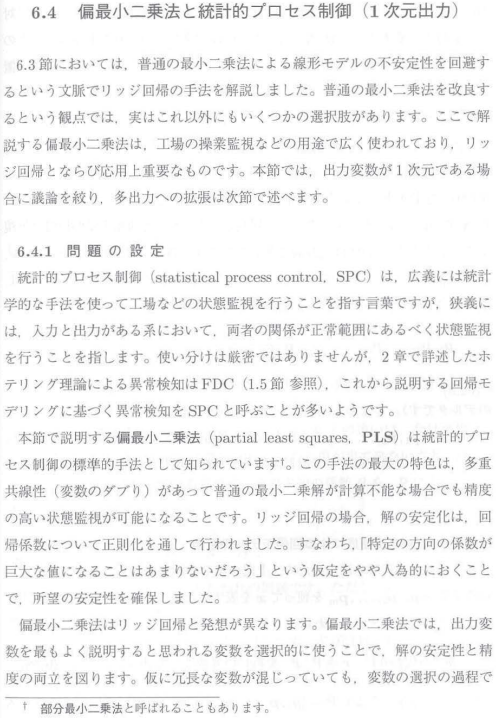 6.4 偏最小二乗法と統計的プロセス制御（1次元出力）
6.3節においては，普通の最小二乗法による線形モデルの不安定性を回避す
るという文脈でリッジ回帰の手法を解説しました。普通の最小二乗法を改良す
るという観点では，実はこれ以外にもいくつかの選択肢があります。ここで解
説する偏最小二乗法は，工場の操業監視などの用途で広く使われており，リッ
ジ回帰とならび応用上重要なものです。本節では，出力変数が1次元である場
合に議論を絞り，多出力への拡張は次節で述べます。
6.4.1 問題の設定
統計的プロセス制御（statistical process control，SPC）は，広義には統計
学的な手法を使って工場などの状態監視を行うことを指す言葉ですが，狭義に
は，入力と出力がある系において，両者の関係が正常範囲にあるべく状態監視
を行うことを指します。使い分けは厳密ではありませんが，2章で詳述したホ
テリング理論による異常検知はFDC（1.5節 参照），これから説明する回帰モ
デリングに基づく異常検知をSPCと呼ぶことが多いようです。
本節で説明する偏最小二乗法（partial least squares，PLS）は統計的プロ
セス制御の標準的手法として知られています†。この手法の最大の特色は，多重
共線性（変数のダブり）があって普通の最小二乗解が計算不能な場合でも精度
の高い状態監視が可能になることです。リッジ回帰の場合，解の安定化は，回
帰係数について正則化を通して行われました。すなわち，「特定の方向の係数が
巨大な値になることはあまりないだろう」という仮定をやや人為的におくこと
で，所望の安定性を確保しました。
偏最小二乗法はリッジ回帰と発想が異なります。偏最小二乗法では，出力変
数を最もよく説明すると思われる変数を選択的に使うことで，解の安定性と精
度の両立を図ります。仮に冗長な変数が混じっていても，変数の選択の過程で
† 部分最小二乗法と呼ばれることもあります。